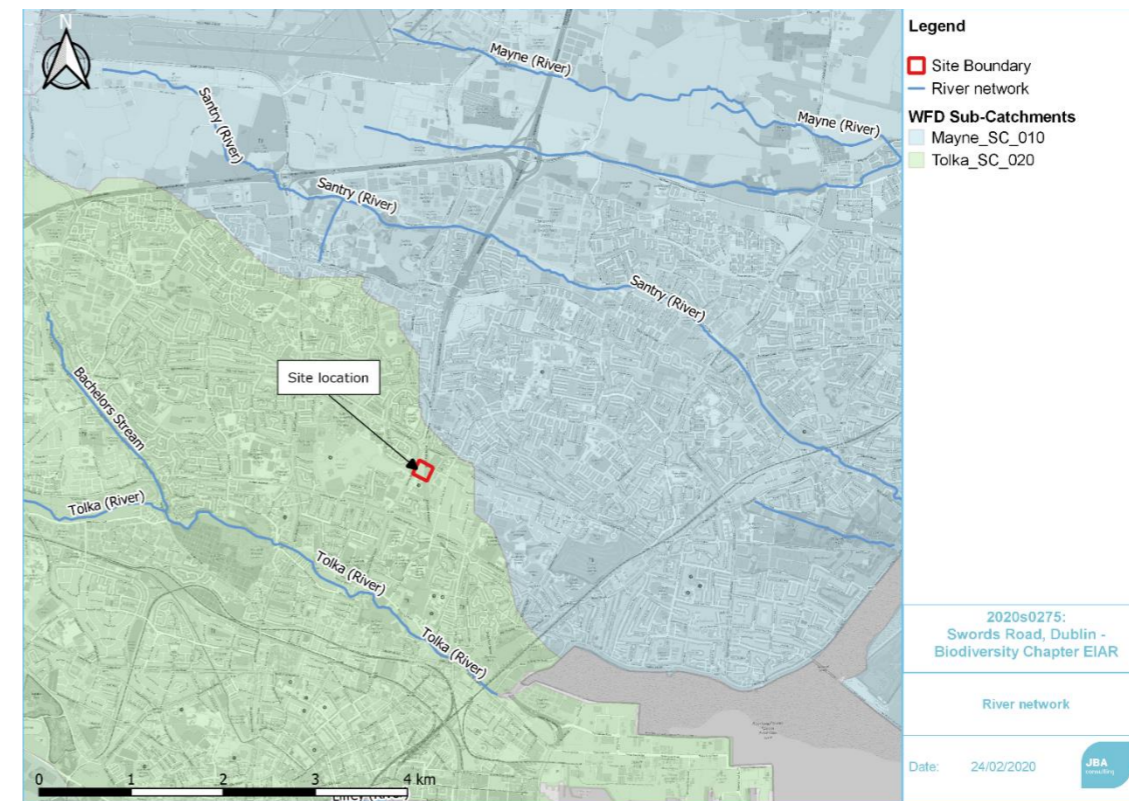 N
Mayne (River)
Santry (River)
Mayne (River)
Santry (River)
Santry (River)
Site location
Bachelors Stream
Tolka (River)
Tolka (River)
Tolka (River)
0 1 2 3 4 km
Liffey (River)
Legend
Site Boundary
River network
WFD Sub-Catchments
Mayne_SC_010
Tolka_SC_020
2020s0275:
Swords Road, Dublin -
Biodiversity Chapter EIAR
River network
Date: 24/02/2020
JBA
consulting